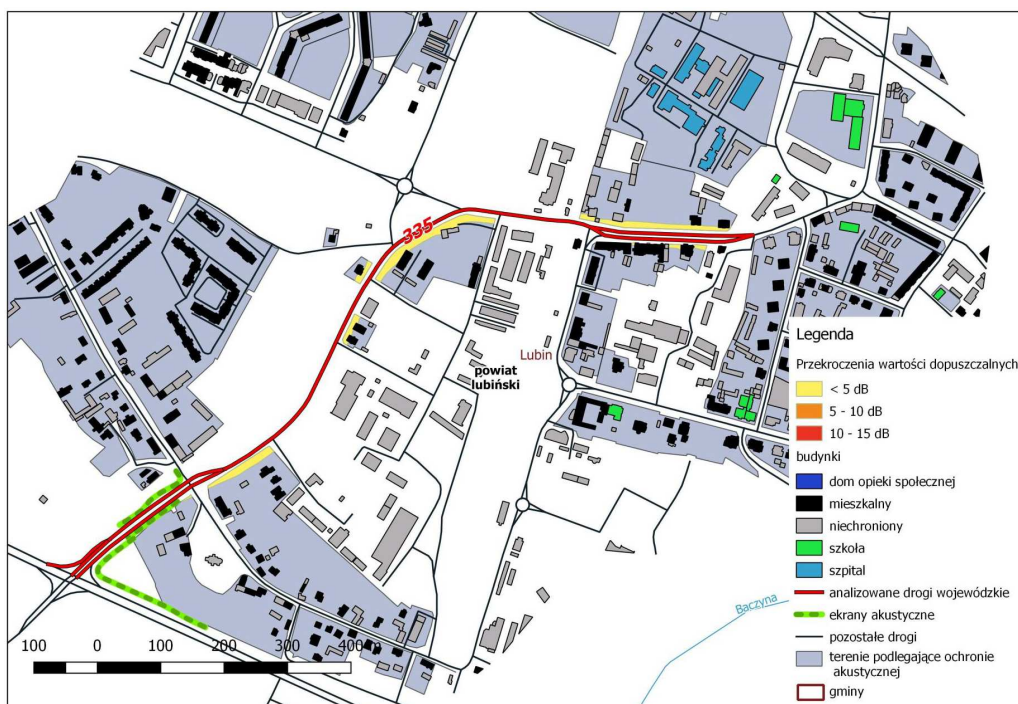 335
Lubin
powiat
lubiński
Baczyna
100 0 100 200 300 400 m
Legenda
Przekroczenia wartości dopuszczalnych
< 5 dB
5 - 10 dB
10 - 15 dB
budynki
dom opieki społecznej
mieszkalny
niechroniony
szkoła
szpital
analizowane drogi wojewódzkie
ekrany akustyczne
pozostałe drogi
terenie podlegające ochronie
akustycznej
gminy